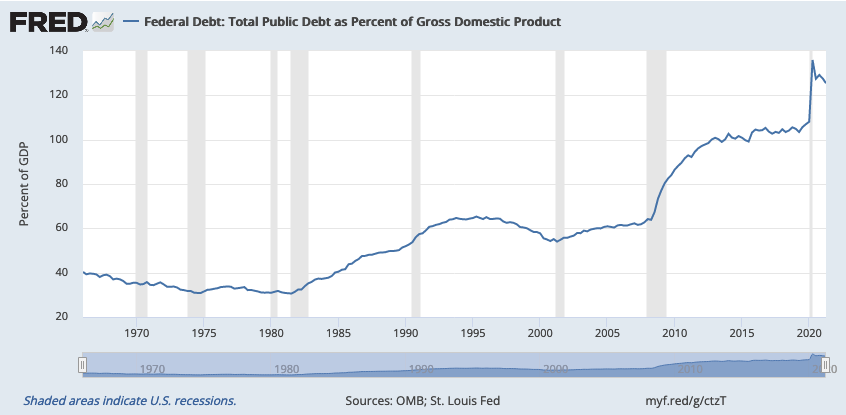 FRED
Federal Debt: Total Public Debt as Percent of Gross Domestic Product
140
120
100
80
60
40
20
Percent of GDP
1970 1975 1980 1985 1990 1995 2000 2005 2010 2015 2020
1970 1980 1990 2000 2010
Shaded areas indicate U.S. recessions.
Sources: OMB; St. Louis Fed
myf.red/g/ctzT